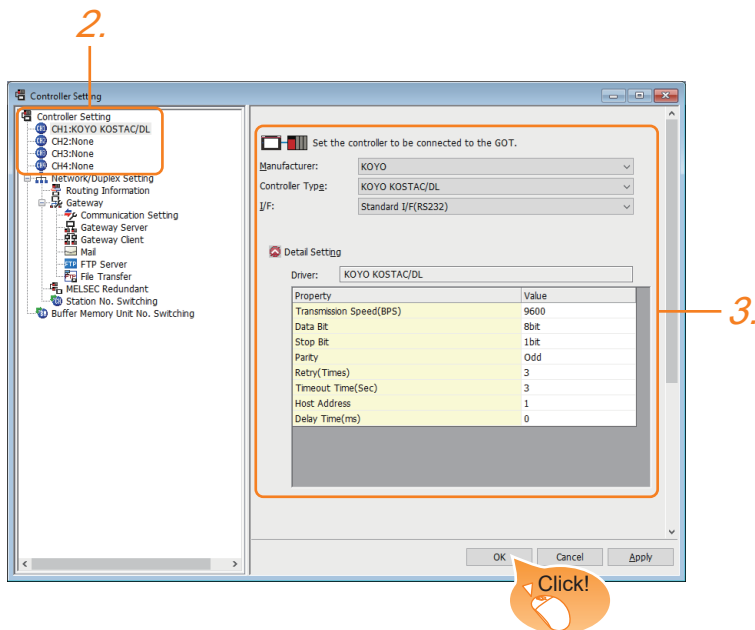 2.
Controller Setting
Controller Setting
CH1:KOYO KOSTAC/DL
CH2:None
CH3:None
CH4:None
Network/Duplex Setting
Routing Information
Gateway
Communication Setting
Gateway Server
Gateway Client
Mail
FTP FTP Server
File Transfer
MELSEC Redundant
Station No. Switching
Buffer Memory Unit No. Switching
Set the controller to be connected to the GOT.
Manufacturer: KOYO
Controller Type: KOYO KOSTAC/DL
I/F: Standard I/F(RS232)
Detail Setting
Driver: KOYO KOSTAC/DL
Property Value
Transmission Speed(BPS) 9600
Data Bit 8bit
Stop Bit 1bit
Parity Odd
Retry(Times) 3
Timeout Time(Sec) 3
Host Address 1
Delay Time(ms) 0
3.
OK Cancel Apply
Click!